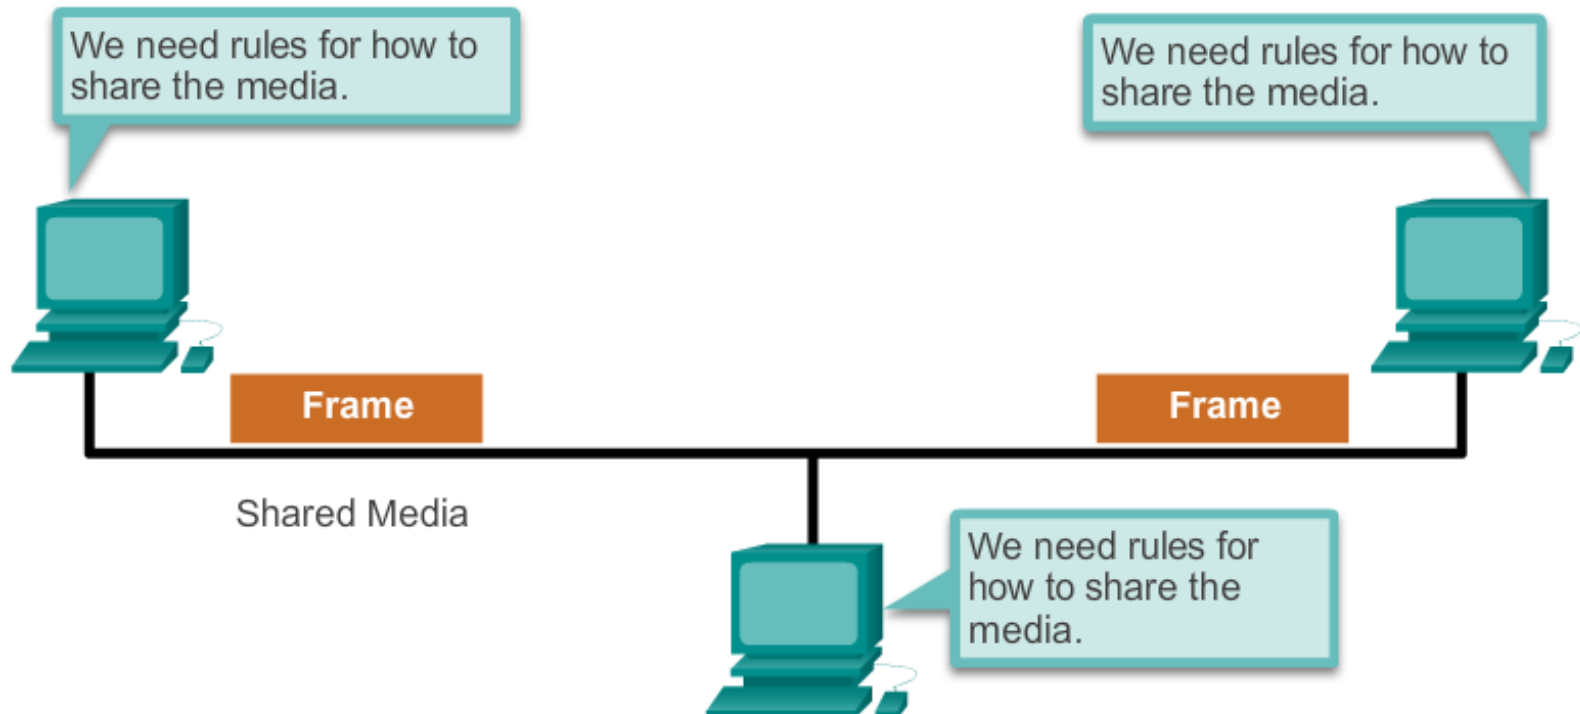 We need rules for how to
share the media.
We need rules for how to
share the media.
Frame
Frame
Shared Media
We need rules for
how to share the
media.